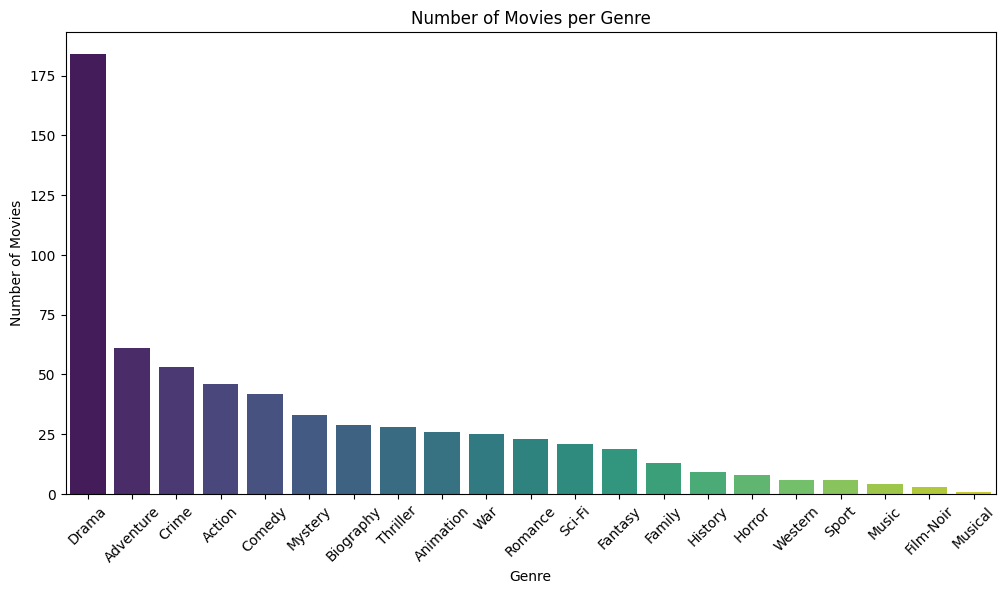 Number of Movies per Genre
Number of Movies
175
150
125
100
75
50
25
0
Drama
Adventure
Crime
Action
Comedy
Mystery
Biography
Thriller
Animation
War
Romance
Sci-Fi
Fantasy
Family
History
Horror
Western
Sport
Music
Film-Noir
Musical
Genre